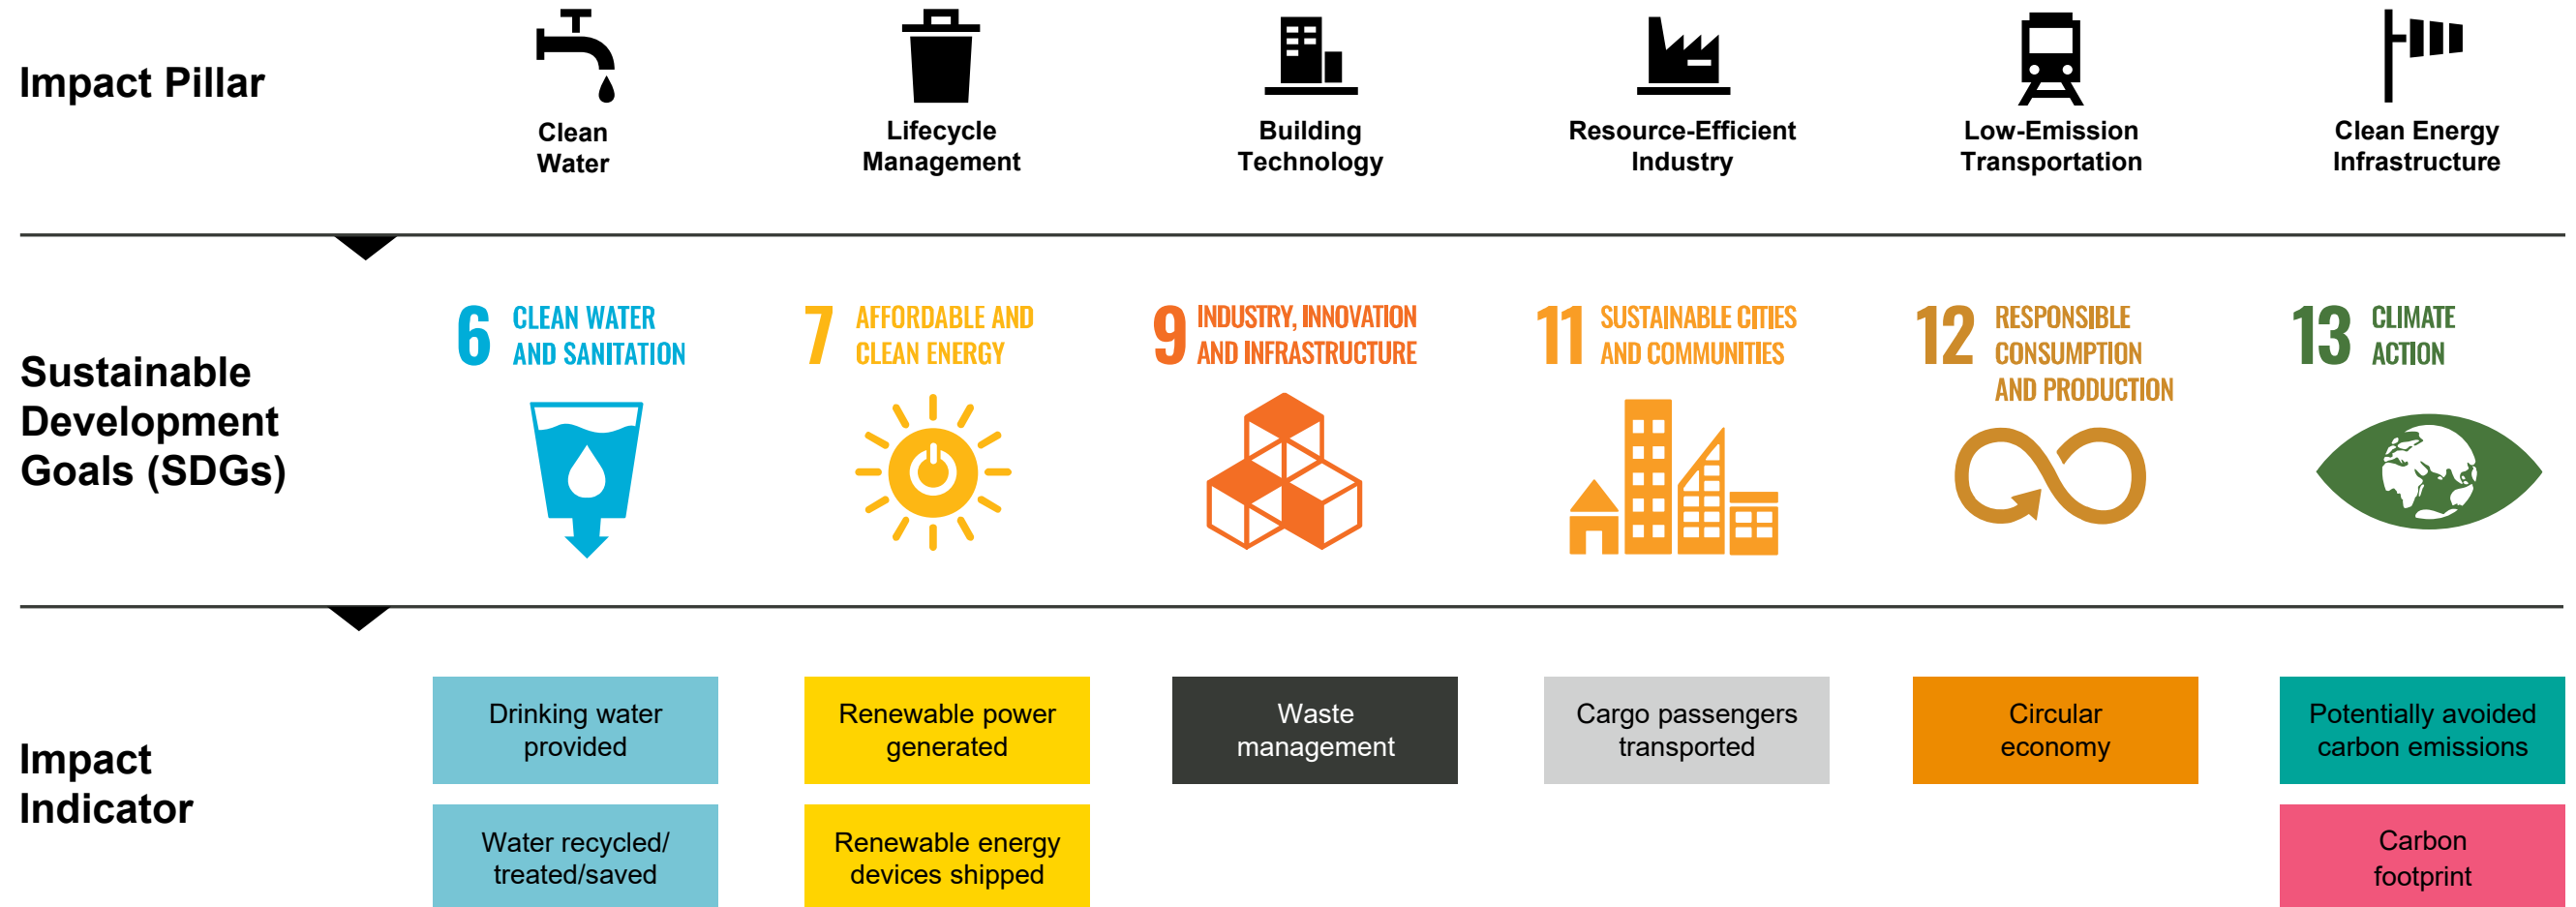 Impact Pillar
Clean
Water
Lifecycle
Management
Building
Technology
Resource-Efficient
Industry
Low-Emission
Transportation
Clean Energy
Infrastructure
Sustainable
Development
Goals (SDGs)
6 CLEAN WATER
AND SANITATION
7 AFFORDABLE AND
CLEAN ENERGY
9 INDUSTRY, INNOVATION
AND INFRASTRUCTURE
11 SUSTAINABLE CITIES
AND COMMUNITIES
12 RESPONSIBLE
CONSUMPTION
AND PRODUCTION
13 CLIMATE
ACTION
Impact
Indicator
Drinking water
provided
Renewable power
generated
Waste
management
Cargo passengers
transported
Circular
economy
Potentially avoided
carbon emissions
Water recycled/
treated/saved
Renewable energy
devices shipped
Carbon
footprint